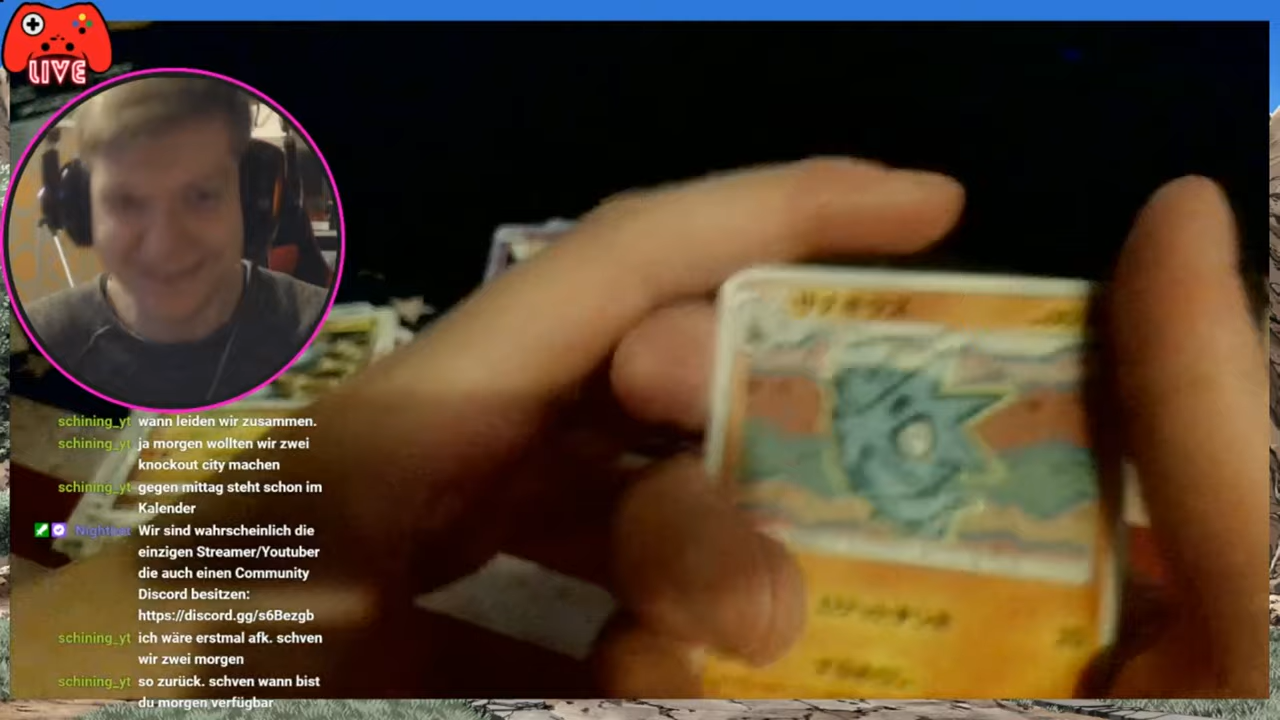 LIVE
schining_yt wann leiden wir zusammen.
schining_yt ja morgen wollten wir zwei
knockout city machen
schining_yt gegen mittag steht schon im
Kalender
Nightbot Wir sind wahrscheinlich die
einzigen Streamer/Youtuber
die auch einen Community
Discord besitzen:
https://discord.gg/s6Bezgb
schining_yt ich wäre erstmal afk. schven
wir zwei morgen
schining_yt so zurück. schven wann bist
du morgen verfügbar